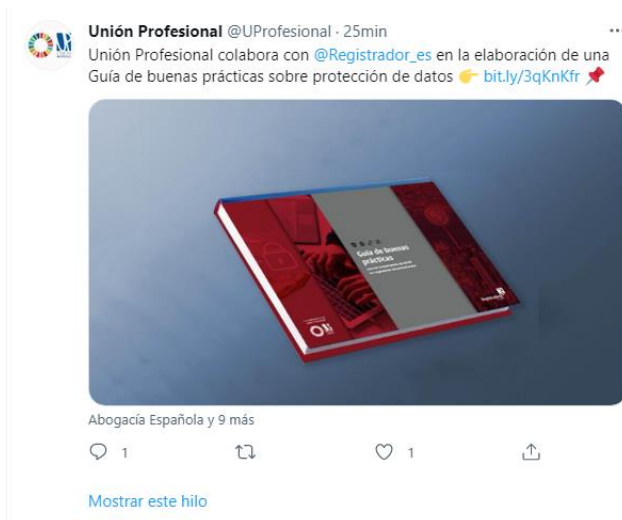 Unión Profesional @UProfesional · 25min
Unión Profesional colabora con @Registrador_es en la elaboración de una
Guía de buenas prácticas sobre protección de datos 👉 bit.ly/3qKnKfr 📌
Guía de buenas
prácticas
Abogacía Española y 9 más
1
1
Mostrar este hilo